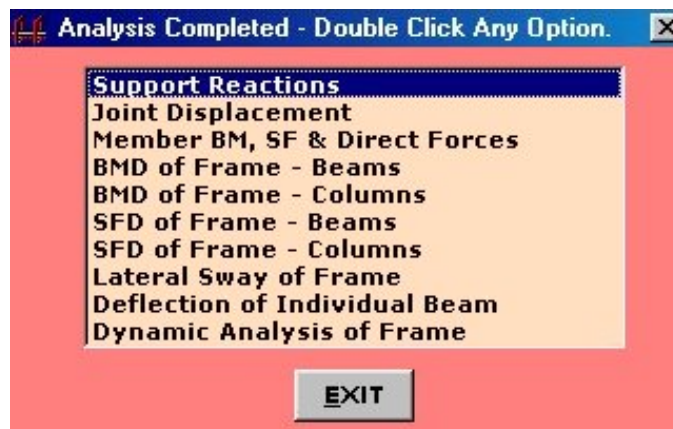 Analysis Completed - Double Click Any Option.
Support Reactions
Joint Displacement
Member BM, SF & Direct Forces
BMD of Frame - Beams
BMD of Frame - Columns
SFD of Frame - Beams
SFD of Frame - Columns
Lateral Sway of Frame
Deflection of Individual Beam
Dynamic Analysis of Frame
EXIT